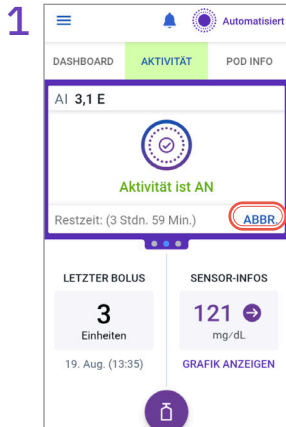 1
Automatisiert
DASHBOARD AKTIVITÄT POD INFO
AI 3,1 E
Aktivität ist AN
Restzeit: (3 Stdn. 59 Min.) ABBR.
LETZTER BOLUS SENSOR-INFOS
3 121
Einheiten mg/dL
19. Aug. (13:35) GRAFIK ANZEIGEN